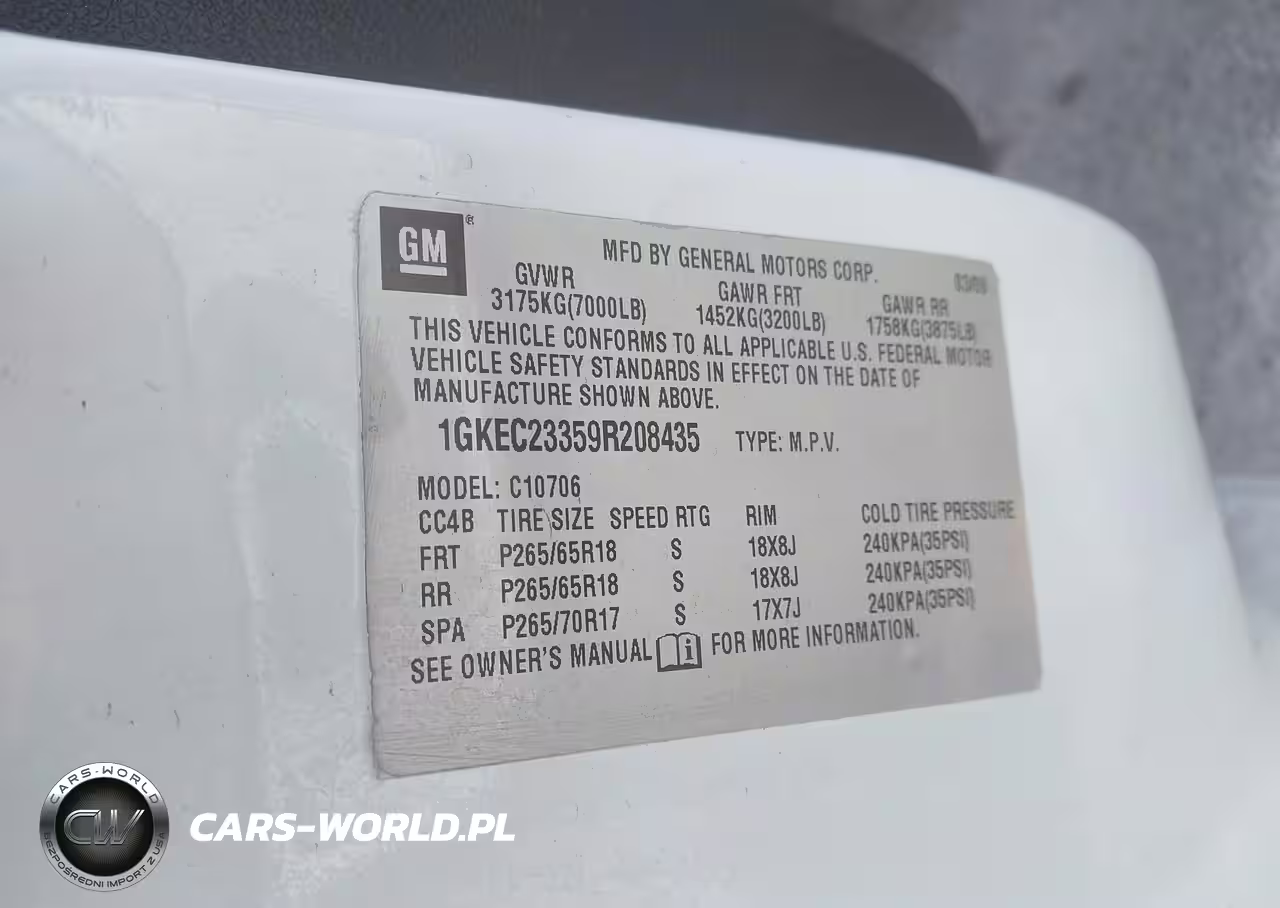 GM
®
MFD BY GENERAL MOTORS CORP.
GVWR GAWR FRT GAWR RR
3175KG(7000LB) 1452KG(3200LB) 1758KG(3875LB)
THIS VEHICLE CONFORMS TO ALL APPLICABLE U.S. FEDERAL MOTOR
VEHICLE SAFETY STANDARDS IN EFFECT ON THE DATE OF
MANUFACTURE SHOWN ABOVE.
1GKEC23359R208435 TYPE: M.P.V.
MODEL: C10706
CC4B TIRE SIZE SPEED RTG RIM COLD TIRE PRESSURE
FRT P265/65R18 S 18X8J 240KPA(35PSI)
RR P265/65R18 S 18X8J 240KPA(35PSI)
SPA P265/70R17 S 17X7J 240KPA(35PSI)
SEE OWNER'S MANUAL i FOR MORE INFORMATION.
CARS-WORLD
CW
BEZPOŚREDNI IMPORT Z USA
CARS-WORLD.PL